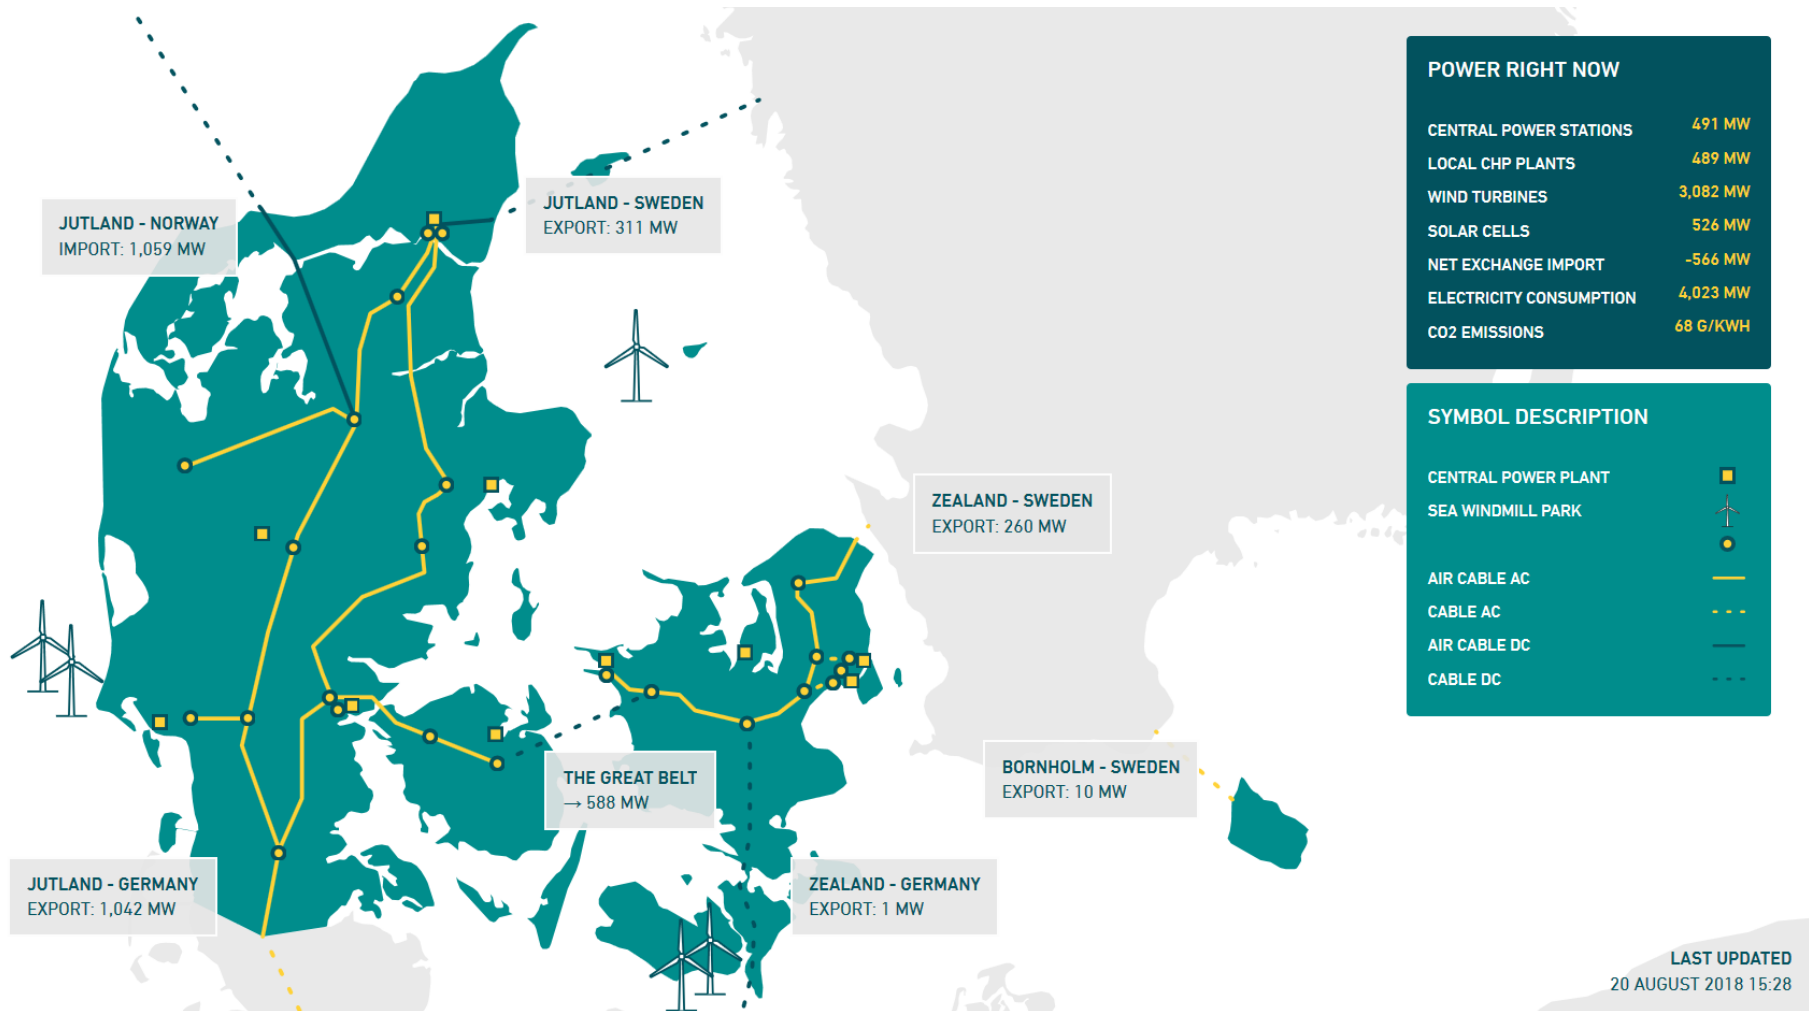 JUTLAND - NORWAY
IMPORT: 1,059 MW
JUTLAND - SWEDEN
EXPORT: 311 MW
ZEALAND - SWEDEN
EXPORT: 260 MW
THE GREAT BELT
→ 588 MW
BORNHOLM - SWEDEN
EXPORT: 10 MW
JUTLAND - GERMANY
EXPORT: 1,042 MW
ZEALAND - GERMANY
EXPORT: 1 MW
POWER RIGHT NOW
CENTRAL POWER STATIONS 491 MW
LOCAL CHP PLANTS 489 MW
WIND TURBINES 3,082 MW
SOLAR CELLS 526 MW
NET EXCHANGE IMPORT -566 MW
ELECTRICITY CONSUMPTION 4,023 MW
CO2 EMISSIONS 68 G/KWH
SYMBOL DESCRIPTION
CENTRAL POWER PLANT
SEA WINDMILL PARK
AIR CABLE AC
CABLE AC
AIR CABLE DC
CABLE DC
LAST UPDATED
20 AUGUST 2018 15:28